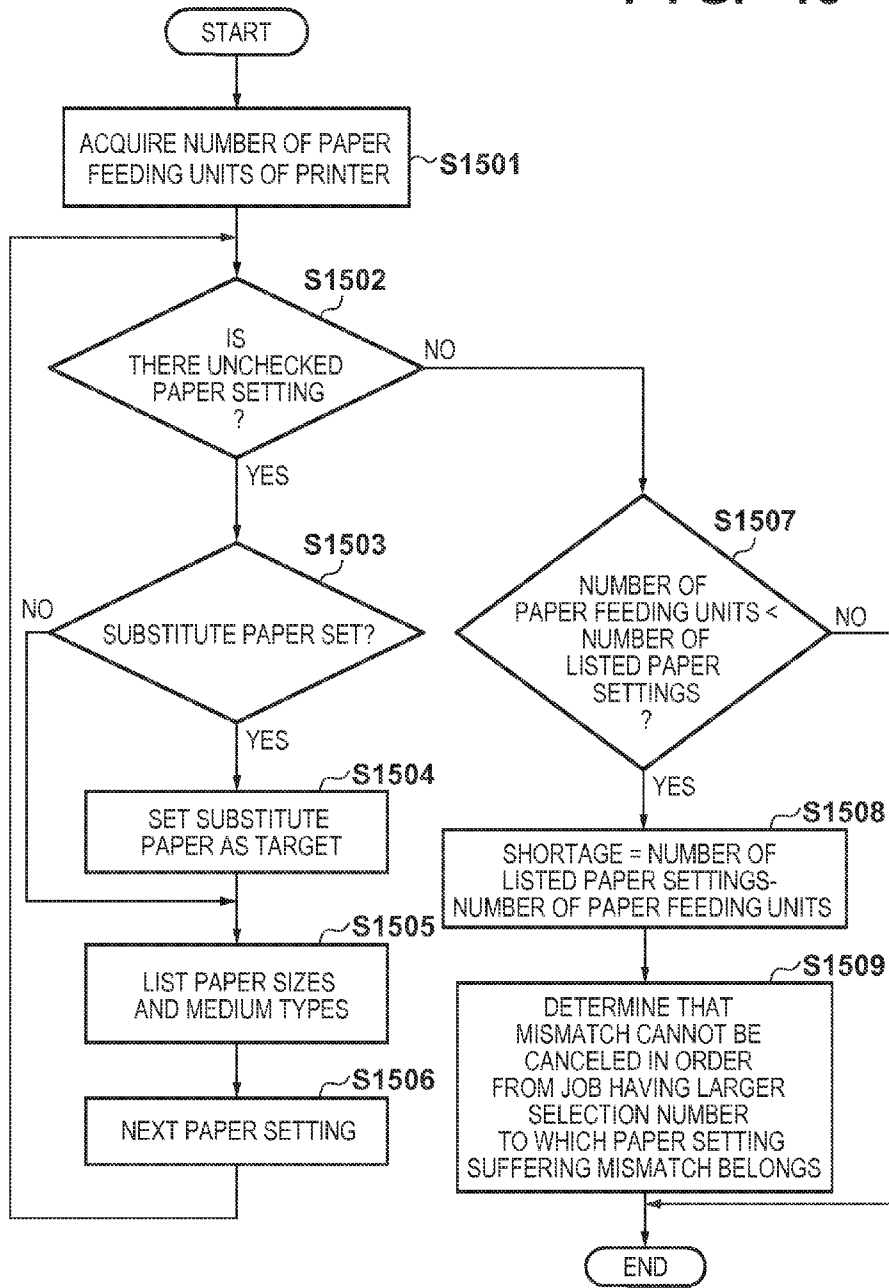 START
ACQUIRE NUMBER OF PAPER
FEEDING UNITS OF PRINTER
S1501
S1502
IS
THERE UNCHECKED
PAPER SETTING
?
NO
YES
S1503
NO
SUBSTITUTE PAPER SET?
YES
S1504
SET SUBSTITUTE
PAPER AS TARGET
S1505
LIST PAPER SIZES
AND MEDIUM TYPES
S1506
NEXT PAPER SETTING
S1507
NUMBER OF
PAPER FEEDING UNITS <
NUMBER OF
LISTED PAPER
SETTINGS
?
NO
YES
S1508
SHORTAGE = NUMBER OF
LISTED PAPER SETTINGS-
NUMBER OF PAPER FEEDING UNITS
S1509
DETERMINE THAT
MISMATCH CANNOT BE
CANCELED IN ORDER
FROM JOB HAVING LARGER
SELECTION NUMBER
TO WHICH PAPER SETTING
SUFFERING MISMATCH BELONGS
END